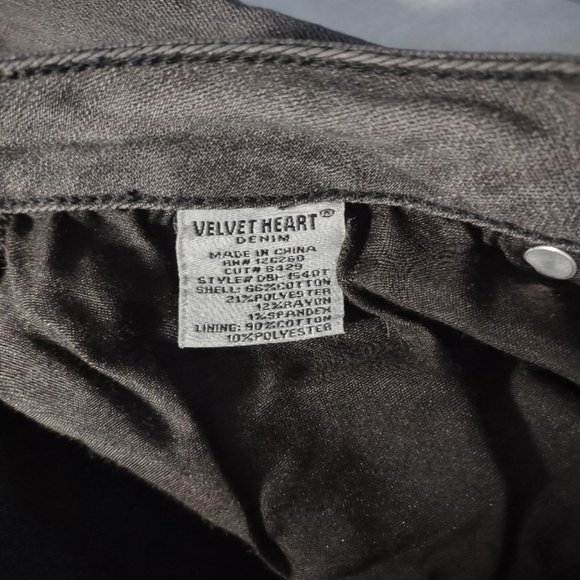 VELVET HEART®
DENIM
MADE IN CHINA
RN# 126260
CUT# 8429
STYLE# DBJ-1540T
SHELL: 66%COTTON
21%POLYESTER
12%RAYON
1%SPANDEX
LINING: 90%COTTON
10%POLYESTER